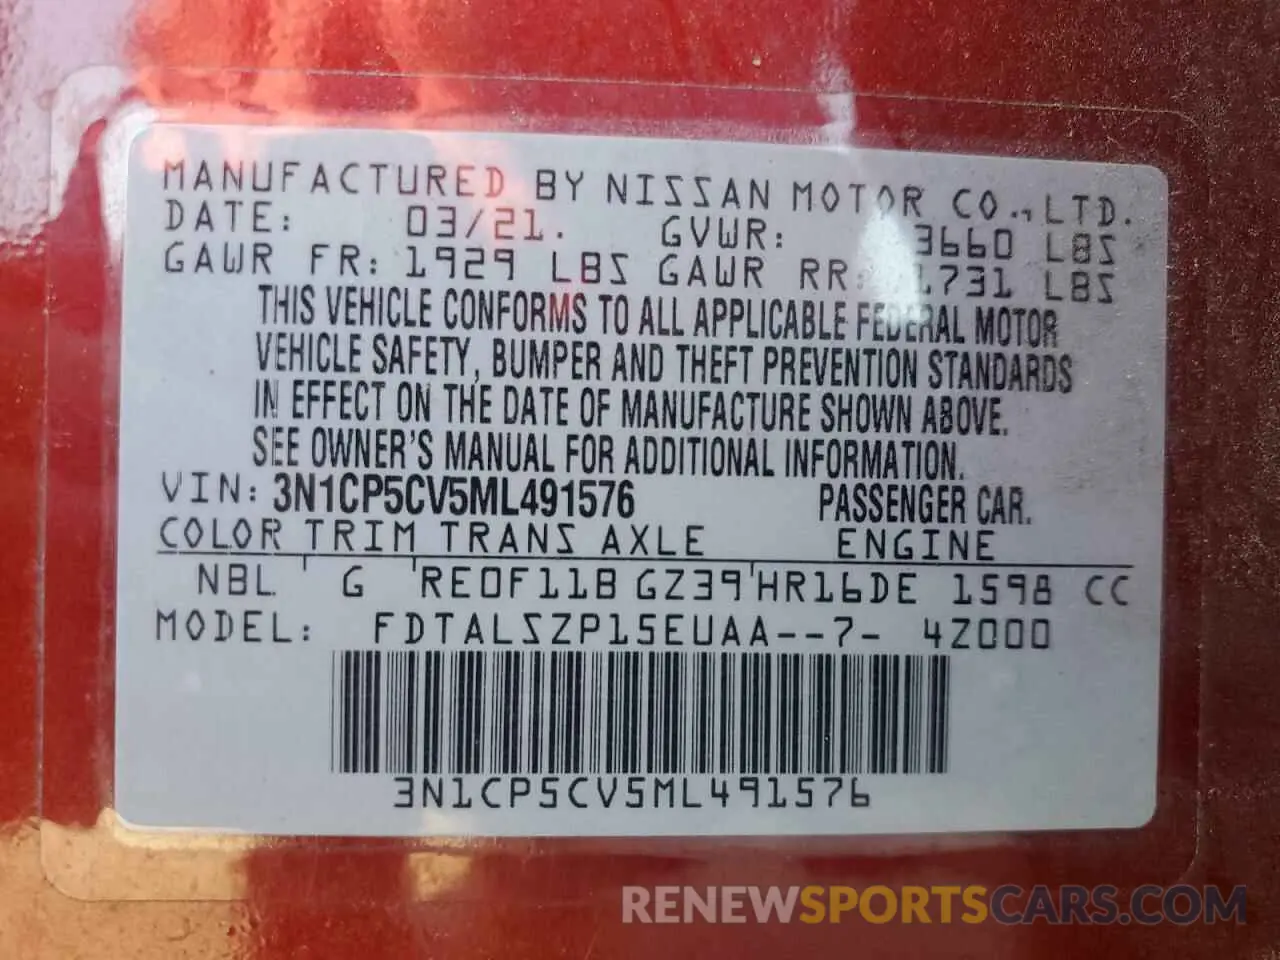 MANUFACTURED BY NISSAN MOTOR CO., LTD.
DATE: 03/21. GVWR: 3660 LBS
GAWR FR: 1929 LBS GAWR RR: 1731 LBS
THIS VEHICLE CONFORMS TO ALL APPLICABLE FEDERAL MOTOR
VEHICLE SAFETY, BUMPER AND THEFT PREVENTION STANDARDS
IN EFFECT ON THE DATE OF MANUFACTURE SHOWN ABOVE.
SEE OWNER'S MANUAL FOR ADDITIONAL INFORMATION.
VIN: 3N1CP5CV5ML491576 PASSENGER CAR.
COLOR TRIM TRANS AXLE ENGINE
NBL G RE0F11B GZ39 HR16DE 1598 CC
MODEL: FDTALSZP15EUAA--7- 4Z000
3N1CP5CV5ML491576
RENEWSPORTSCARS.COM